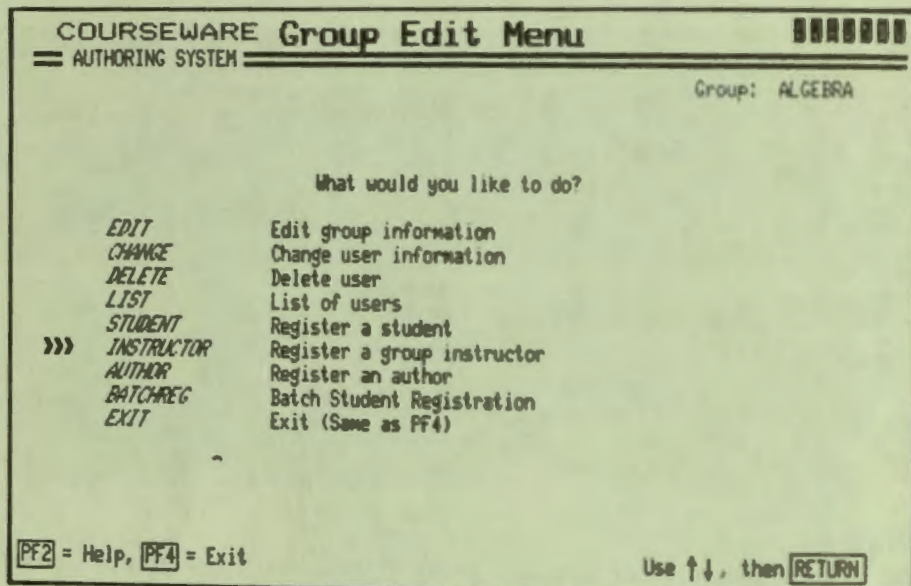 COURSEWARE Group Edit Menu
AUTHORING SYSTEM
Group: ALGEBRA
What would you like to do?
EDIT Edit group information
CHANGE Change user information
DELETE Delete user
LIST List of users
STUDENT Register a student
>>> INSTRUCTOR Register a group instructor
AUTHOR Register an author
BATCHREG Batch Student Registration
EXIT Exit (Same as PF4)
PF2 = Help, PF4 = Exit
Use ↑↓, then RETURN